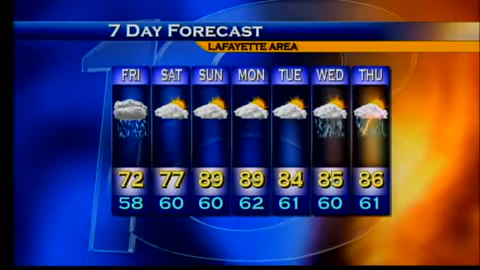 7 Day Forecast
LAFAYETTE AREA
FRI SAT SUN MON TUE WED THU
72 77 89 89 84 85 86
58 60 60 62 61 60 61
10